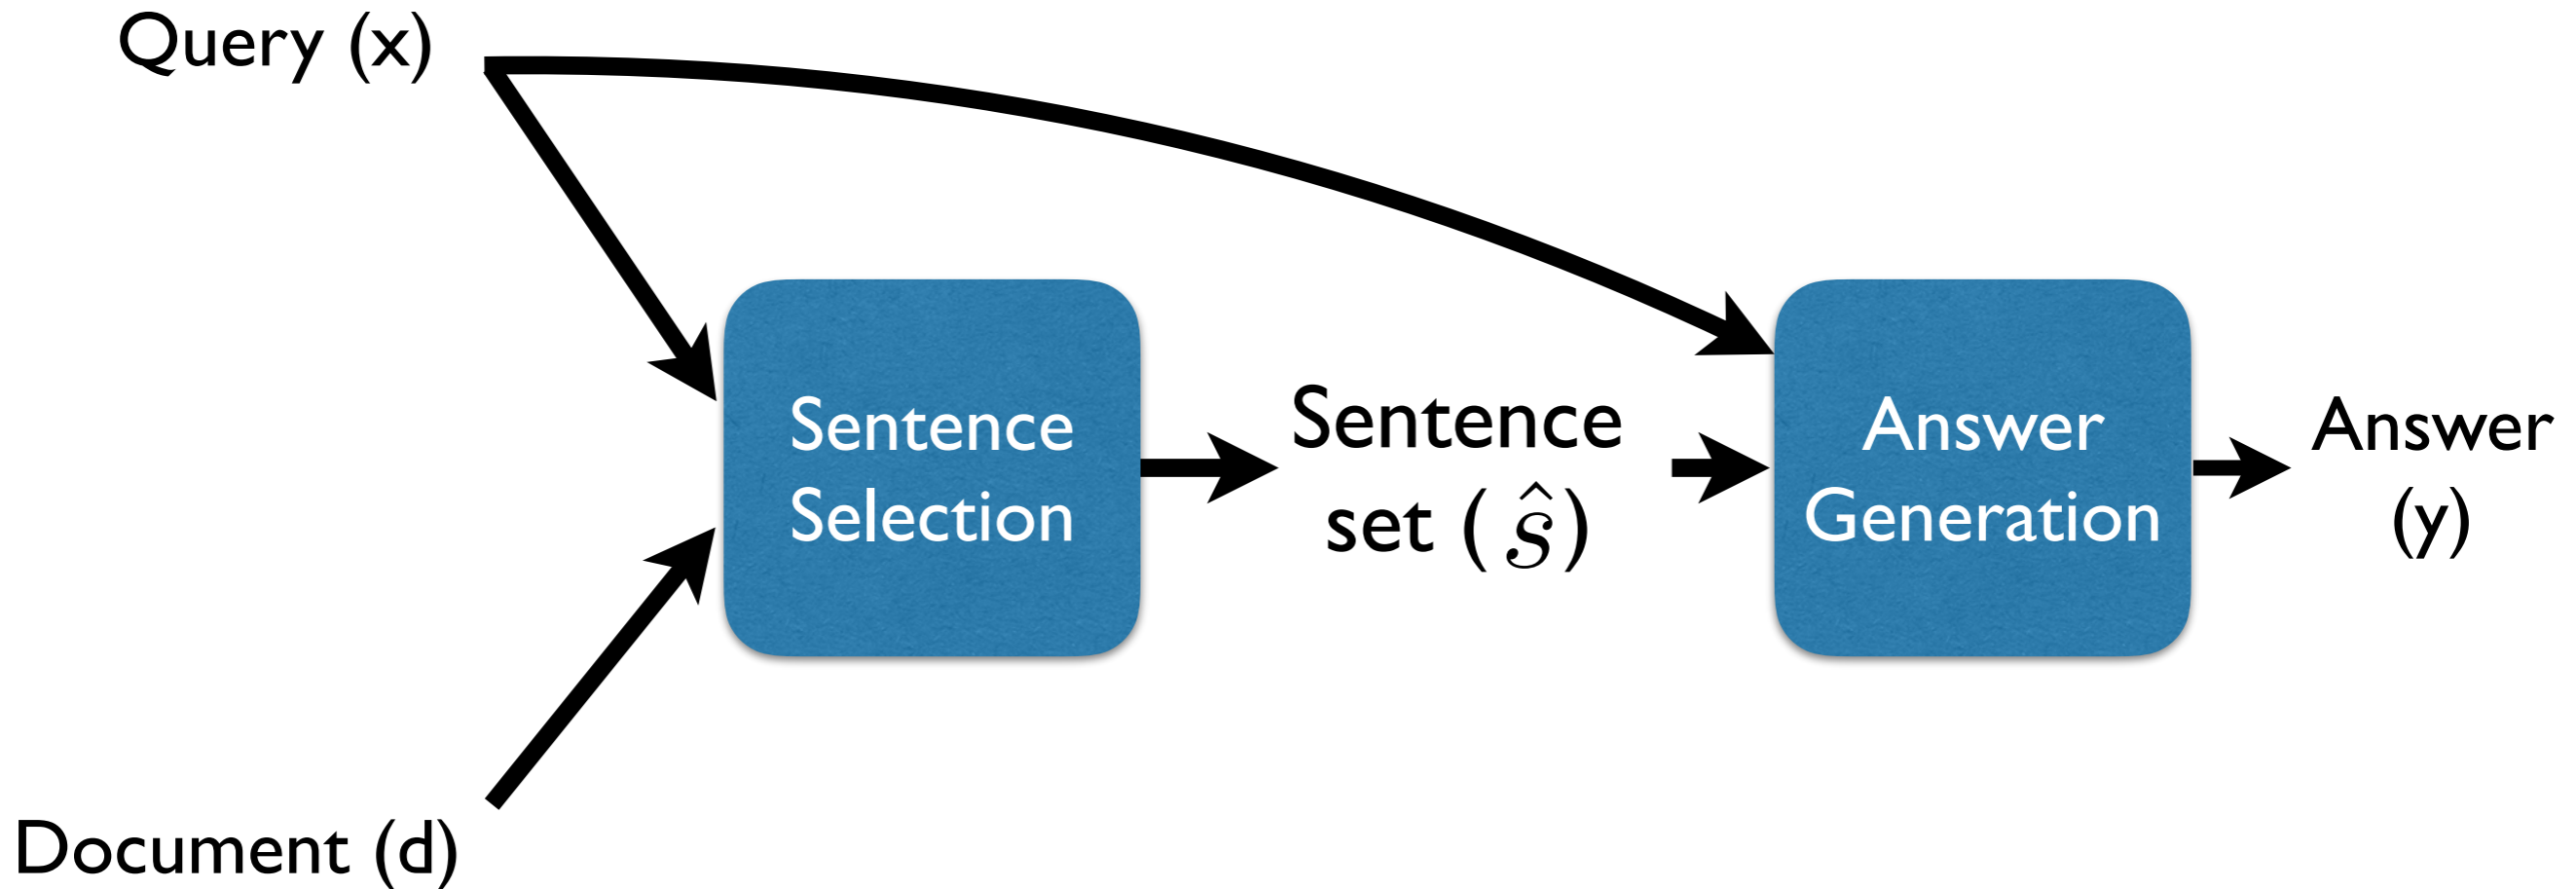 Query (x)
Sentence
Selection
Sentence
set ( ŝ )
Answer
Generation
Answer
(y)
Document (d)